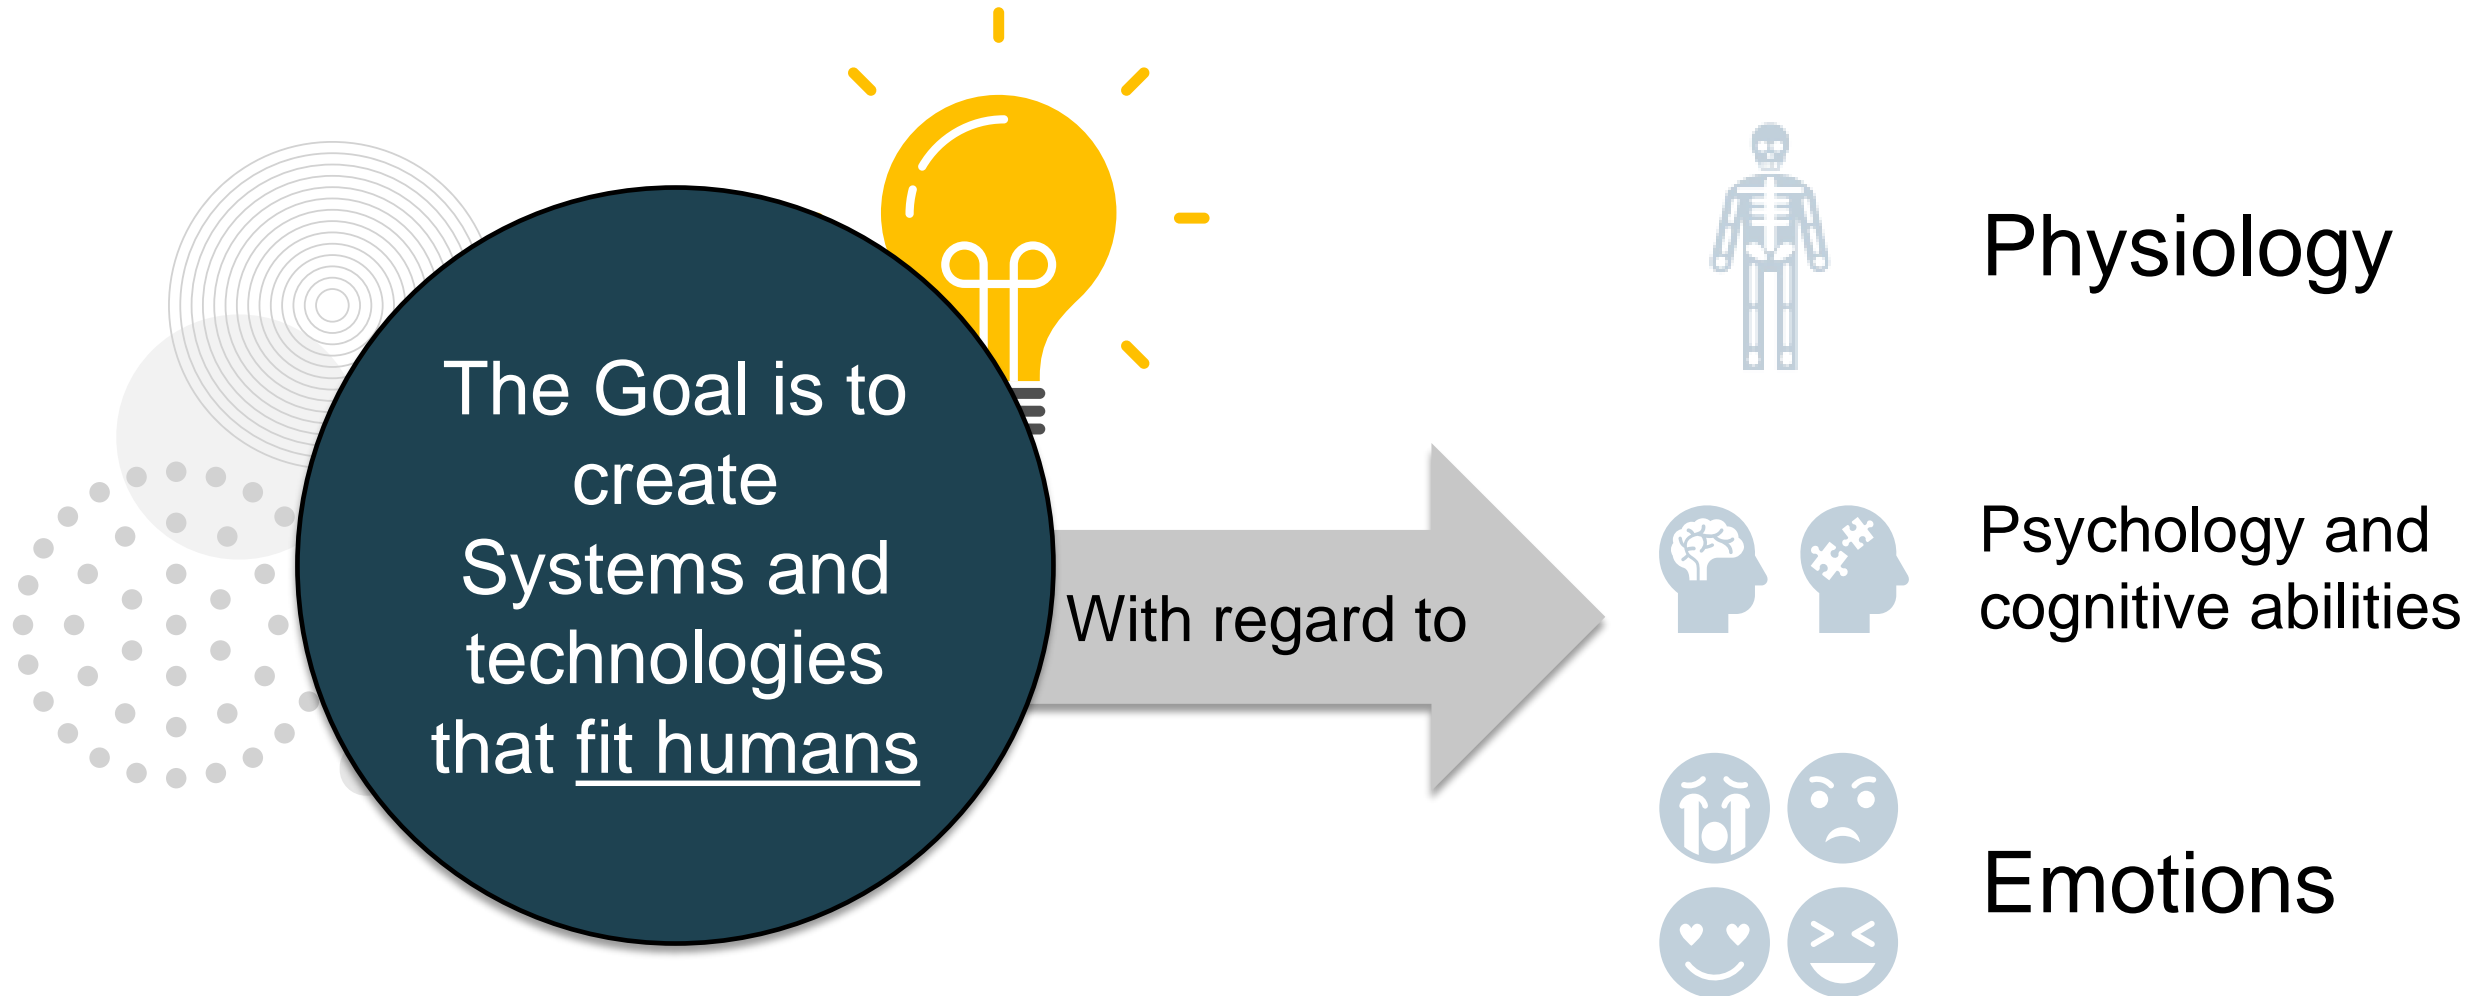 The Goal is to
create
Systems and
technologies
that fit humans
With regard to
Physiology
Psychology and
cognitive abilities
Emotions